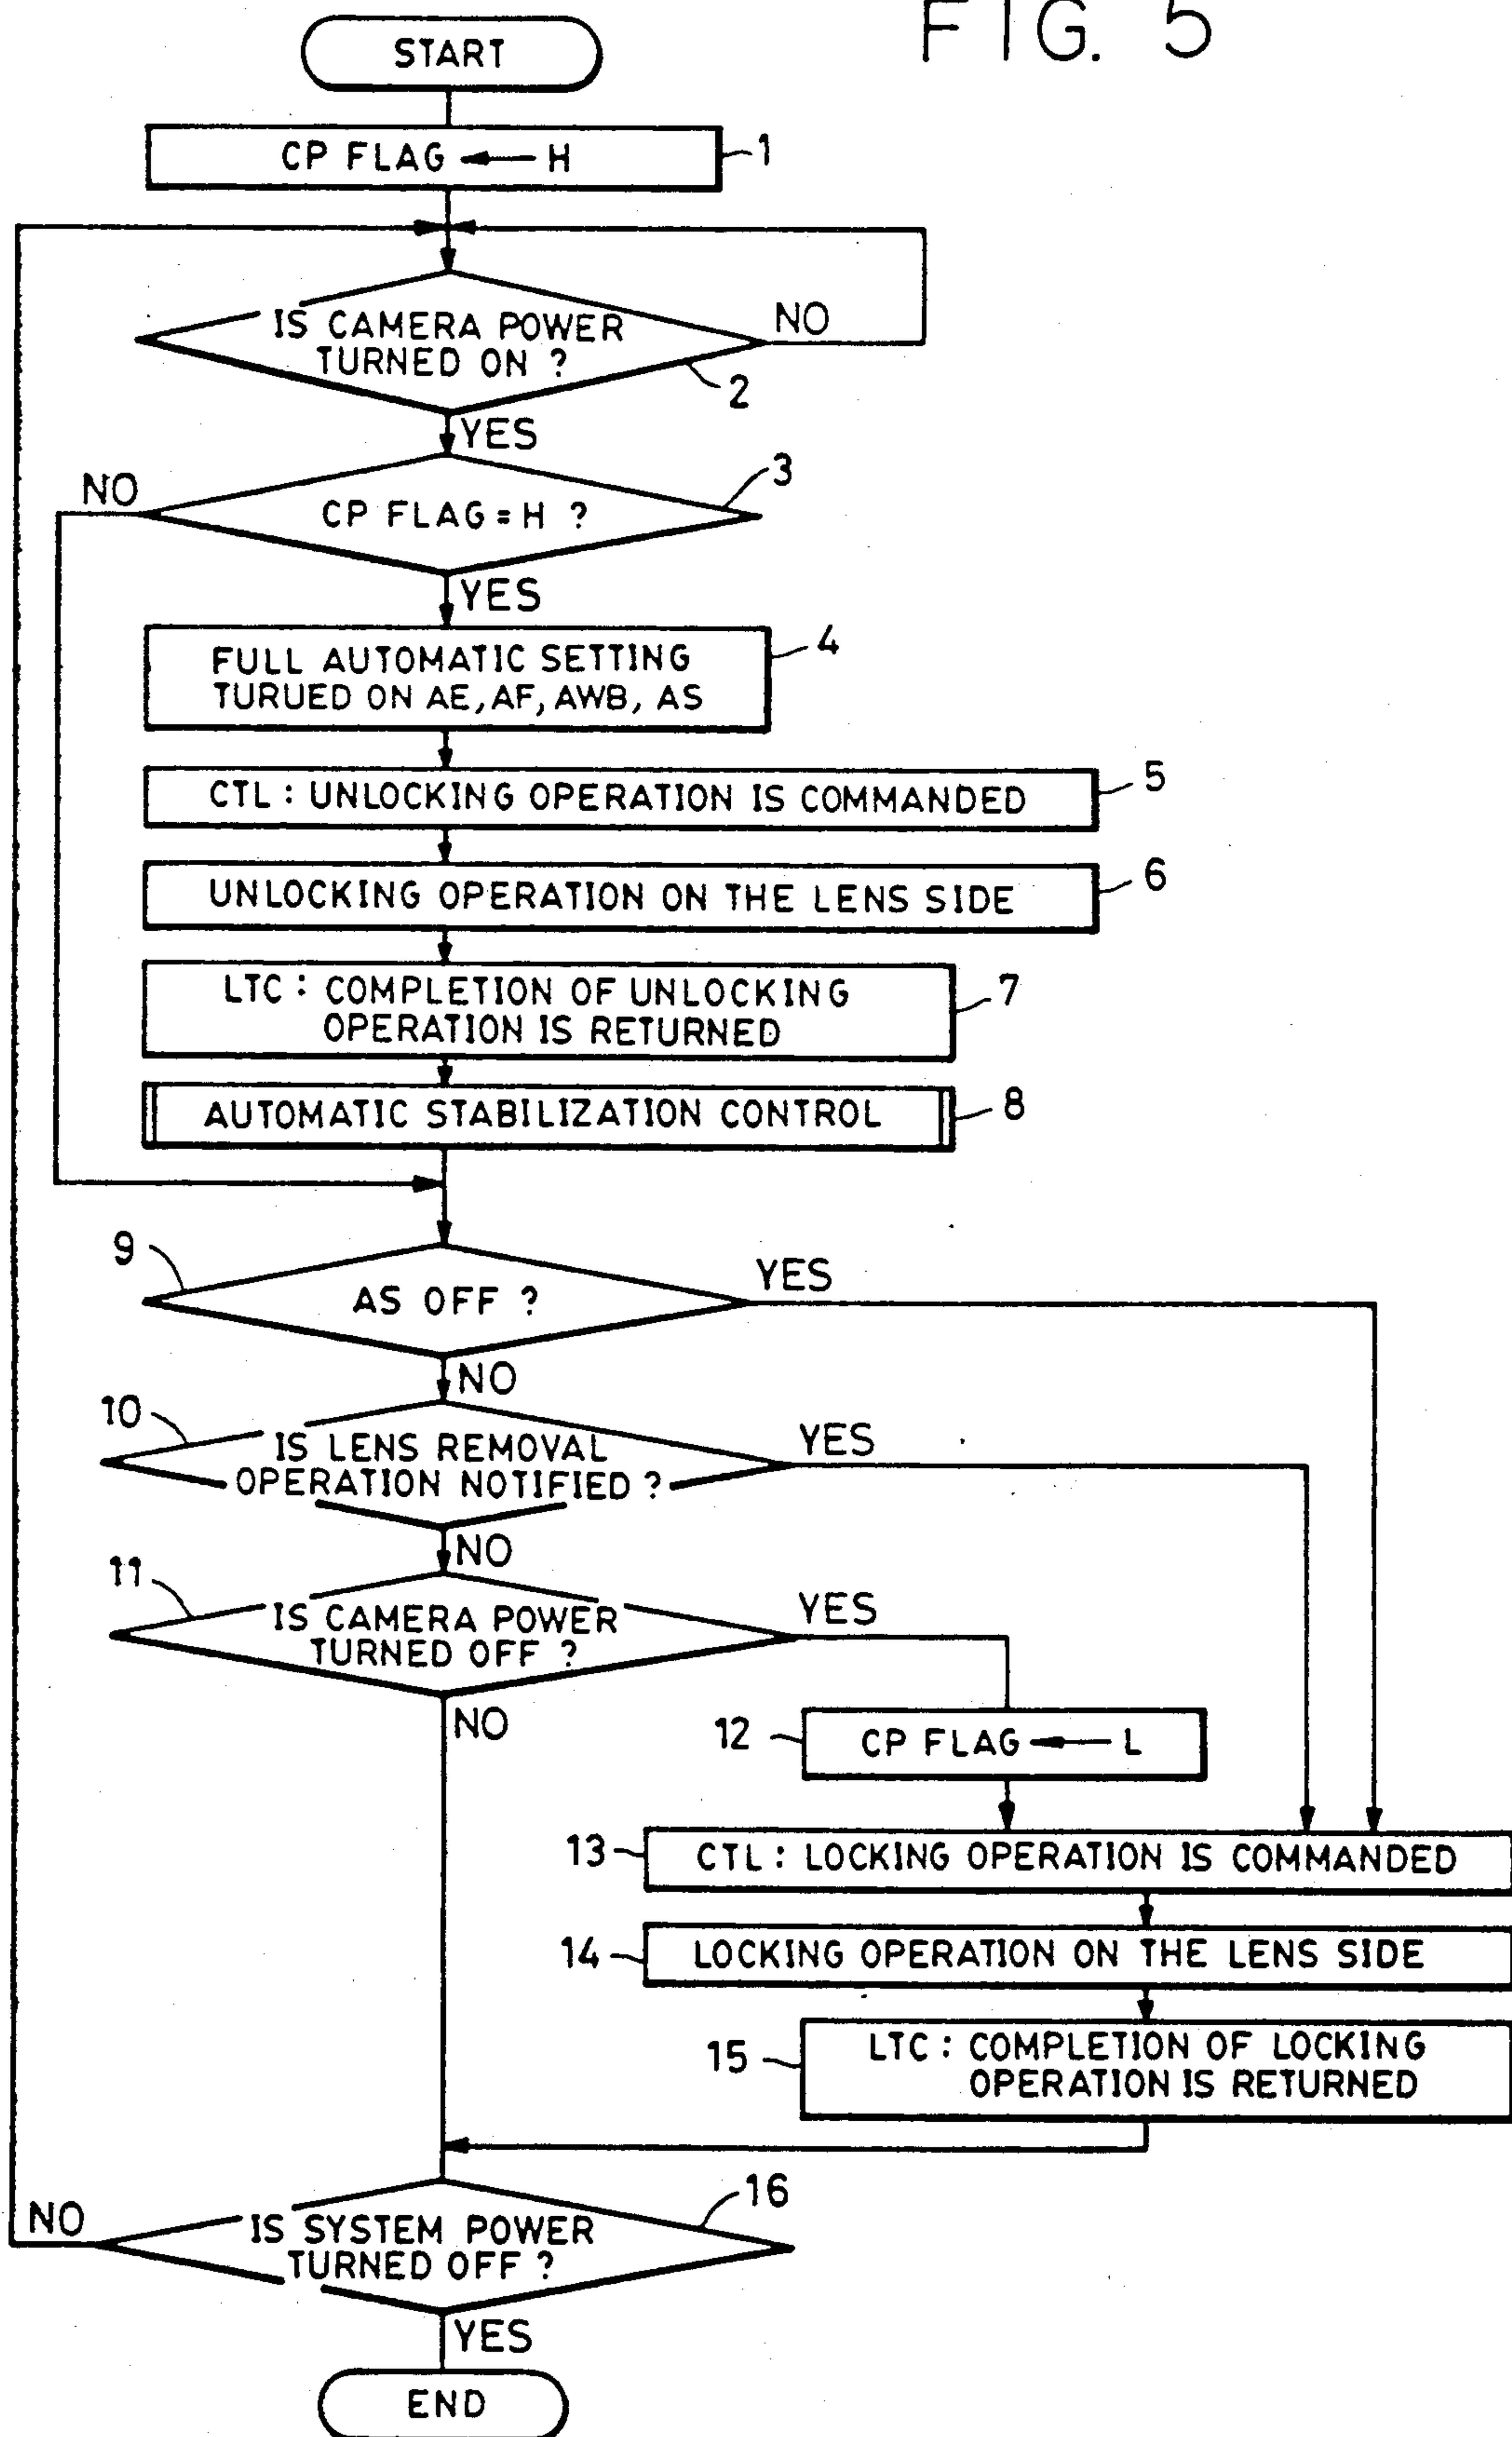 FIG. 5
START
CP FLAG ← H
1
IS CAMERA POWER
TURNED ON ?
NO
2
YES
NO
3
CP FLAG = H ?
YES
FULL AUTOMATIC SETTING
TURUED ON AE, AF, AWB, AS
4
CTL : UNLOCKING OPERATION IS COMMANDED
5
UNLOCKING OPERATION ON THE LENS SIDE
6
LTC : COMPLETION OF UNLOCKING
OPERATION IS RETURNED
7
AUTOMATIC STABILIZATION CONTROL
8
9
AS OFF ?
YES
NO
10
IS LENS REMOVAL
OPERATION NOTIFIED ?
YES
NO
11
IS CAMERA POWER
TURNED OFF ?
YES
NO
12
CP FLAG ← L
13
CTL : LOCKING OPERATION IS COMMANDED
14
LOCKING OPERATION ON THE LENS SIDE
15
LTC : COMPLETION OF LOCKING
OPERATION IS RETURNED
16
NO
IS SYSTEM POWER
TURNED OFF ?
YES
END